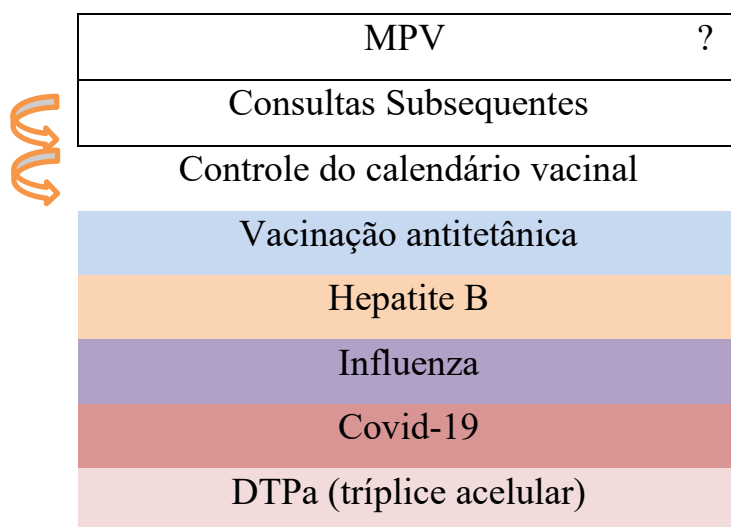 MPV ?
Consultas Subsequentes
Controle do calendário vacinal
Vacinação antitetânica
Hepatite B
Influenza
Covid-19
DTPa (tríplice acelular)